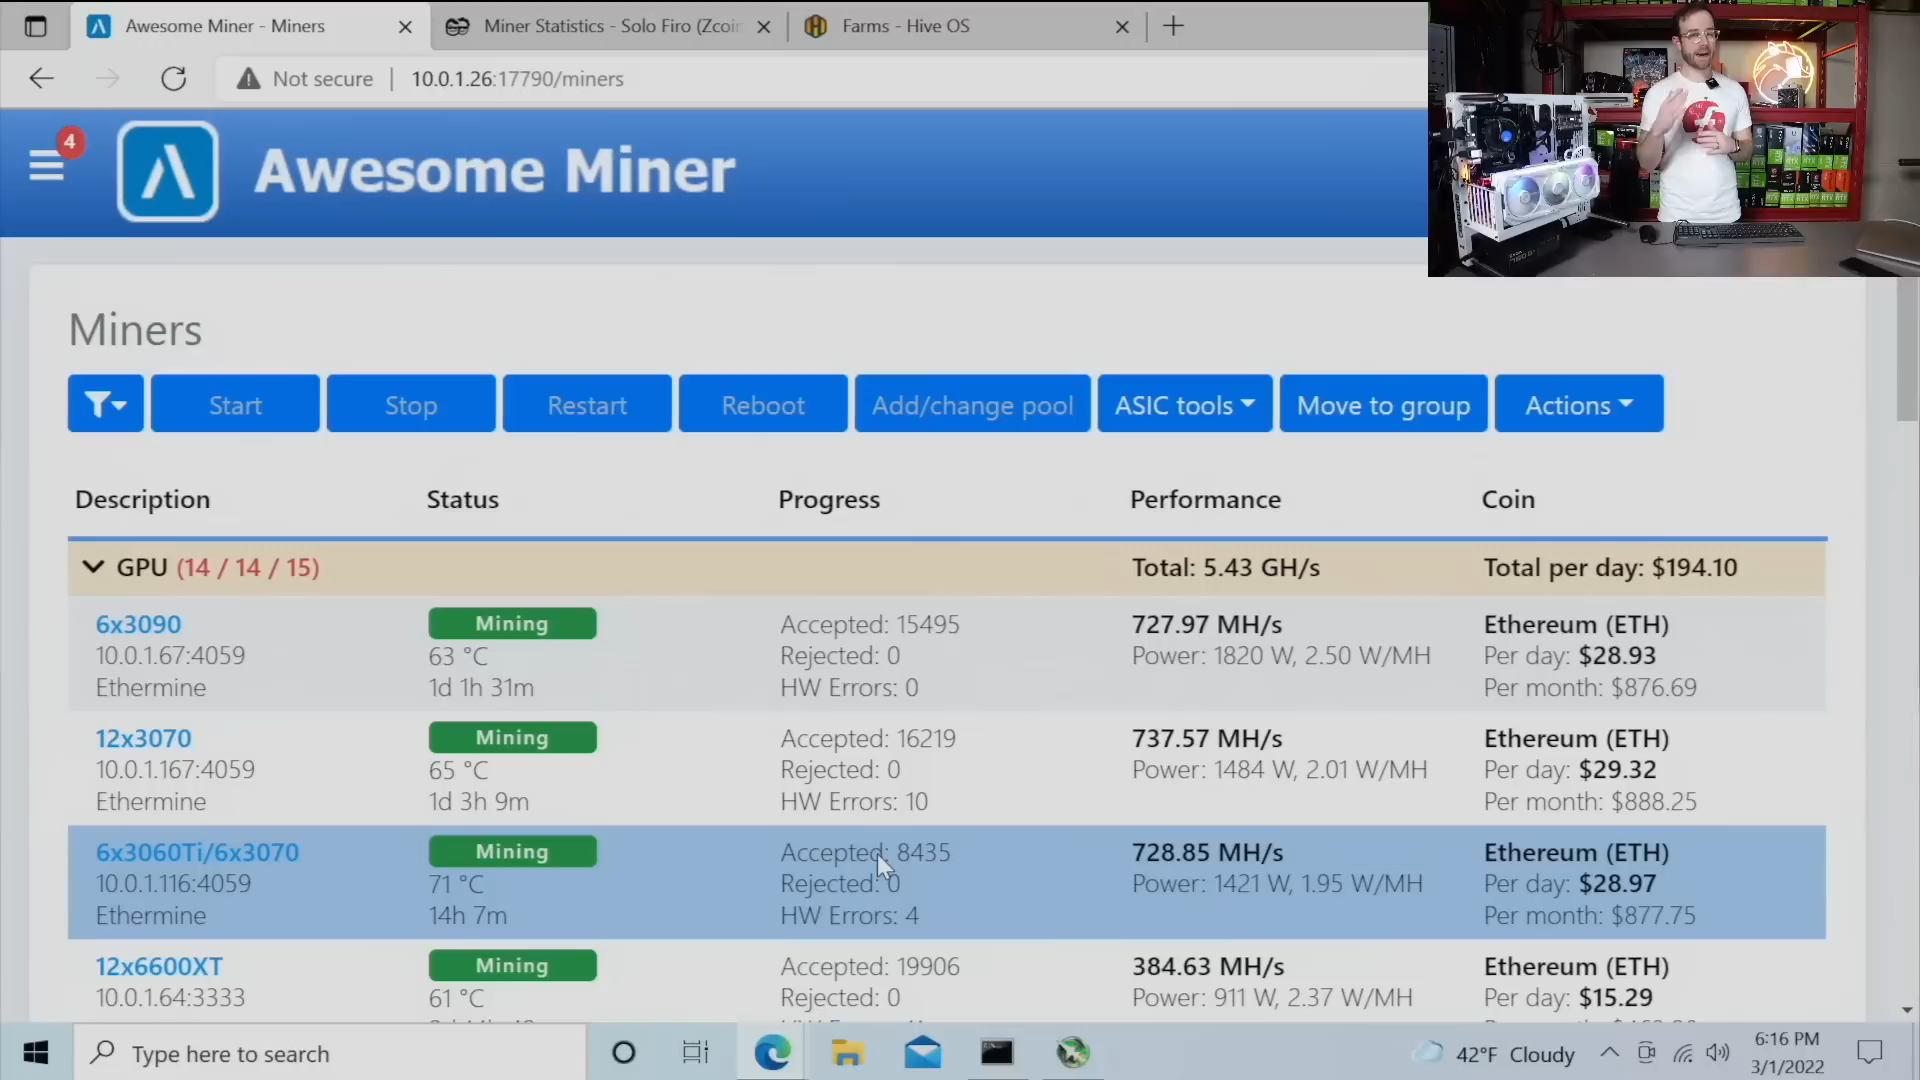 Awesome Miner - Miners
Miner Statistics - Solo Firo (Zcoin
Farms - Hive OS
Not secure
10.0.1.26:17790/miners
4
Awesome Miner
Miners
Start
Stop
Restart
Reboot
Add/change pool
ASIC tools
Move to group
Actions
Description
Status
Progress
Performance
Coin
GPU (14 / 14 / 15)
Total: 5.43 GH/s
Total per day: $194.10
6x3090
Mining
Accepted: 15495
727.97 MH/s
Ethereum (ETH)
10.0.1.67:4059
63 °C
Rejected: 0
Power: 1820 W, 2.50 W/MH
Per day: $28.93
Ethermine
1d 1h 31m
HW Errors: 0
Per month: $876.69
12x3070
Mining
Accepted: 16219
737.57 MH/s
Ethereum (ETH)
10.0.1.167:4059
65 °C
Rejected: 0
Power: 1484 W, 2.01 W/MH
Per day: $29.32
Ethermine
1d 3h 9m
HW Errors: 10
Per month: $888.25
6x3060Ti/6x3070
Mining
Accepted: 8435
728.85 MH/s
Ethereum (ETH)
10.0.1.116:4059
71 °C
Rejected: 0
Power: 1421 W, 1.95 W/MH
Per day: $28.97
Ethermine
14h 7m
HW Errors: 4
Per month: $877.75
12x6600XT
Mining
Accepted: 19906
384.63 MH/s
Ethereum (ETH)
10.0.1.64:3333
61 °C
Rejected: 0
Power: 911 W, 2.37 W/MH
Per day: $15.29
Type here to search
42°F Cloudy
6:16 PM
3/1/2022